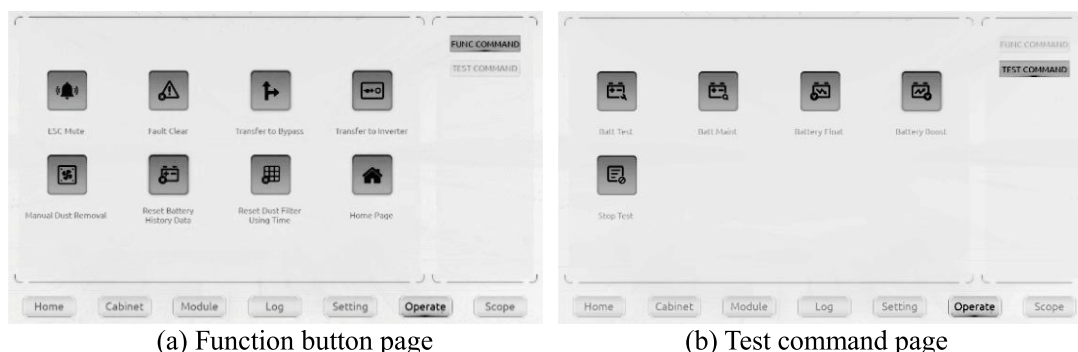 FUNC COMMAND
TEST COMMAND
ESC Mute
Fault Clear
Transfer to Bypass
Transfer to Inverter
Manual Dust Removal
Reset Battery
History Data
Reset Dust Filter
Using Time
Home Page
Home
Cabinet
Module
Log
Setting
Operate
Scope
(a) Function button page
FUNC COMMAND
TEST COMMAND
Batt Test
Batt Maint
Battery Float
Battery Boost
Stop Test
Home
Cabinet
Module
Log
Setting
Operate
Scope
(b) Test command page